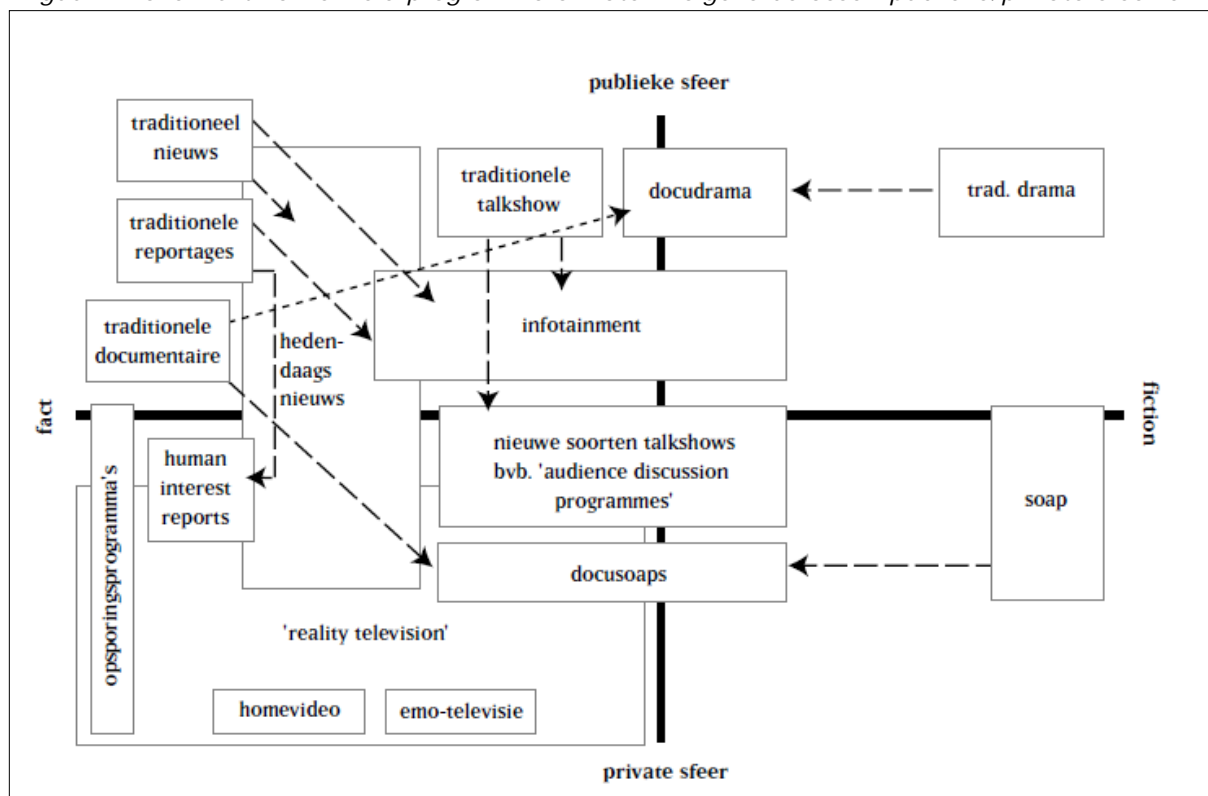 publieke sfeer
traditioneel
nieuws
traditionele
talkshow
docudrama
trad. drama
traditionele
reportages
infotainment
traditionele
documentaire
heden-
daags
nieuws
fact
fiction
opsporingsprogramma's
human
interest
reports
nieuwe soorten talkshows
bvb. 'audience discussion
programmes'
soap
docusoaps
'reality television'
homevideo
emo-televisie
private sfeer